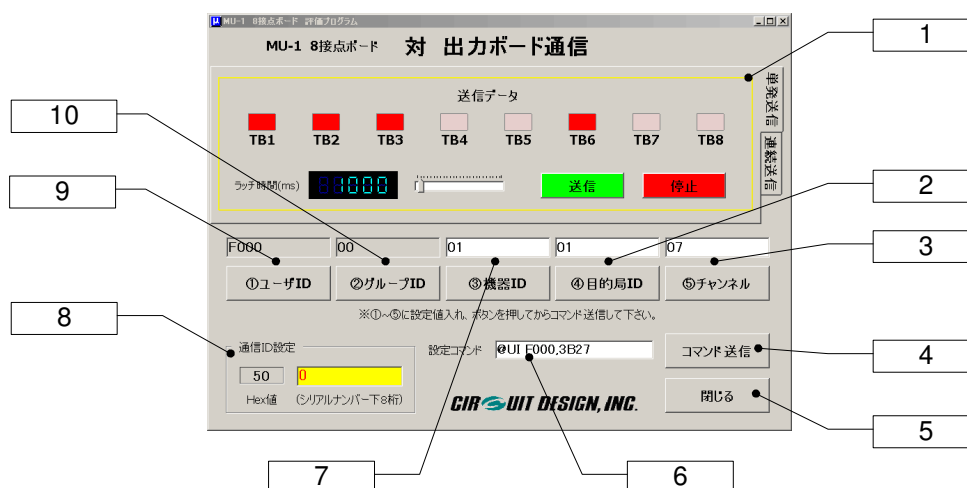 MU-1 8接点ボード 評価プログラム
MU-1 8接点ボード 対 出力ボード通信
1
単発送信
連続送信
送信データ
TB1 TB2 TB3 TB4 TB5 TB6 TB7 TB8
10
ラッチ時間(ms) 1000 送信 停止
9
2
F000 00 01 01 07
3
①ユーザID ②グループID ③機器ID ④目的局ID ⑤チャンネル
※①~⑤に設定値入れ、ボタンを押してからコマンド送信して下さい。
8
通信ID設定
設定コマンド @UI F000,3B27 コマンド送信
4
50 0
Hex値 (シリアルナンバー下8桁)
CIRCUIT DESIGN, INC.
閉じる
5
7
6